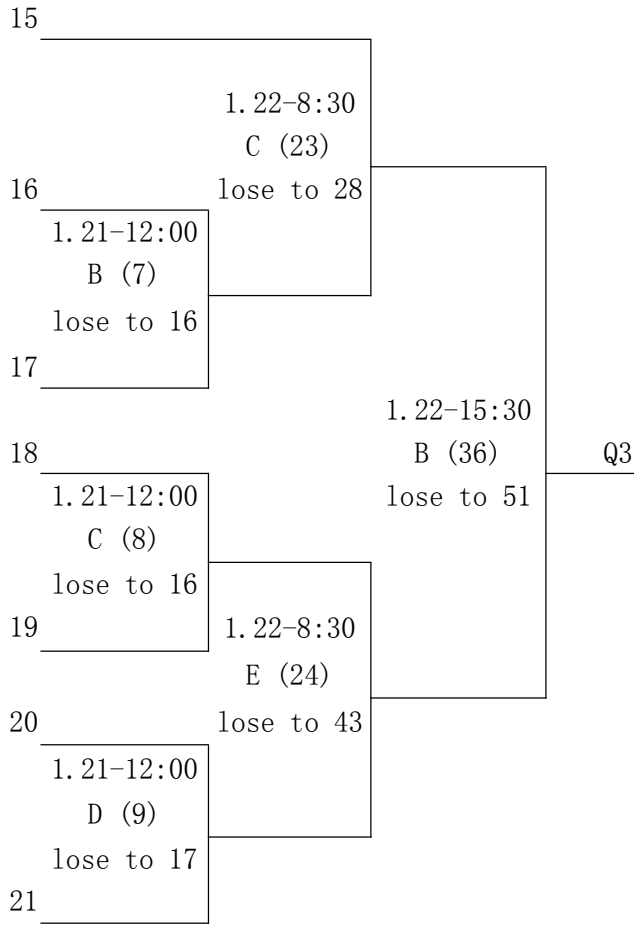 15
1.22-8:30
C (23)
lose to 28
16
1.21-12:00
B (7)
lose to 16
17
1.22-15:30
B (36)
lose to 51
Q3
18
1.21-12:00
C (8)
lose to 16
19
1.22-8:30
E (24)
lose to 43
20
1.21-12:00
D (9)
lose to 17
21